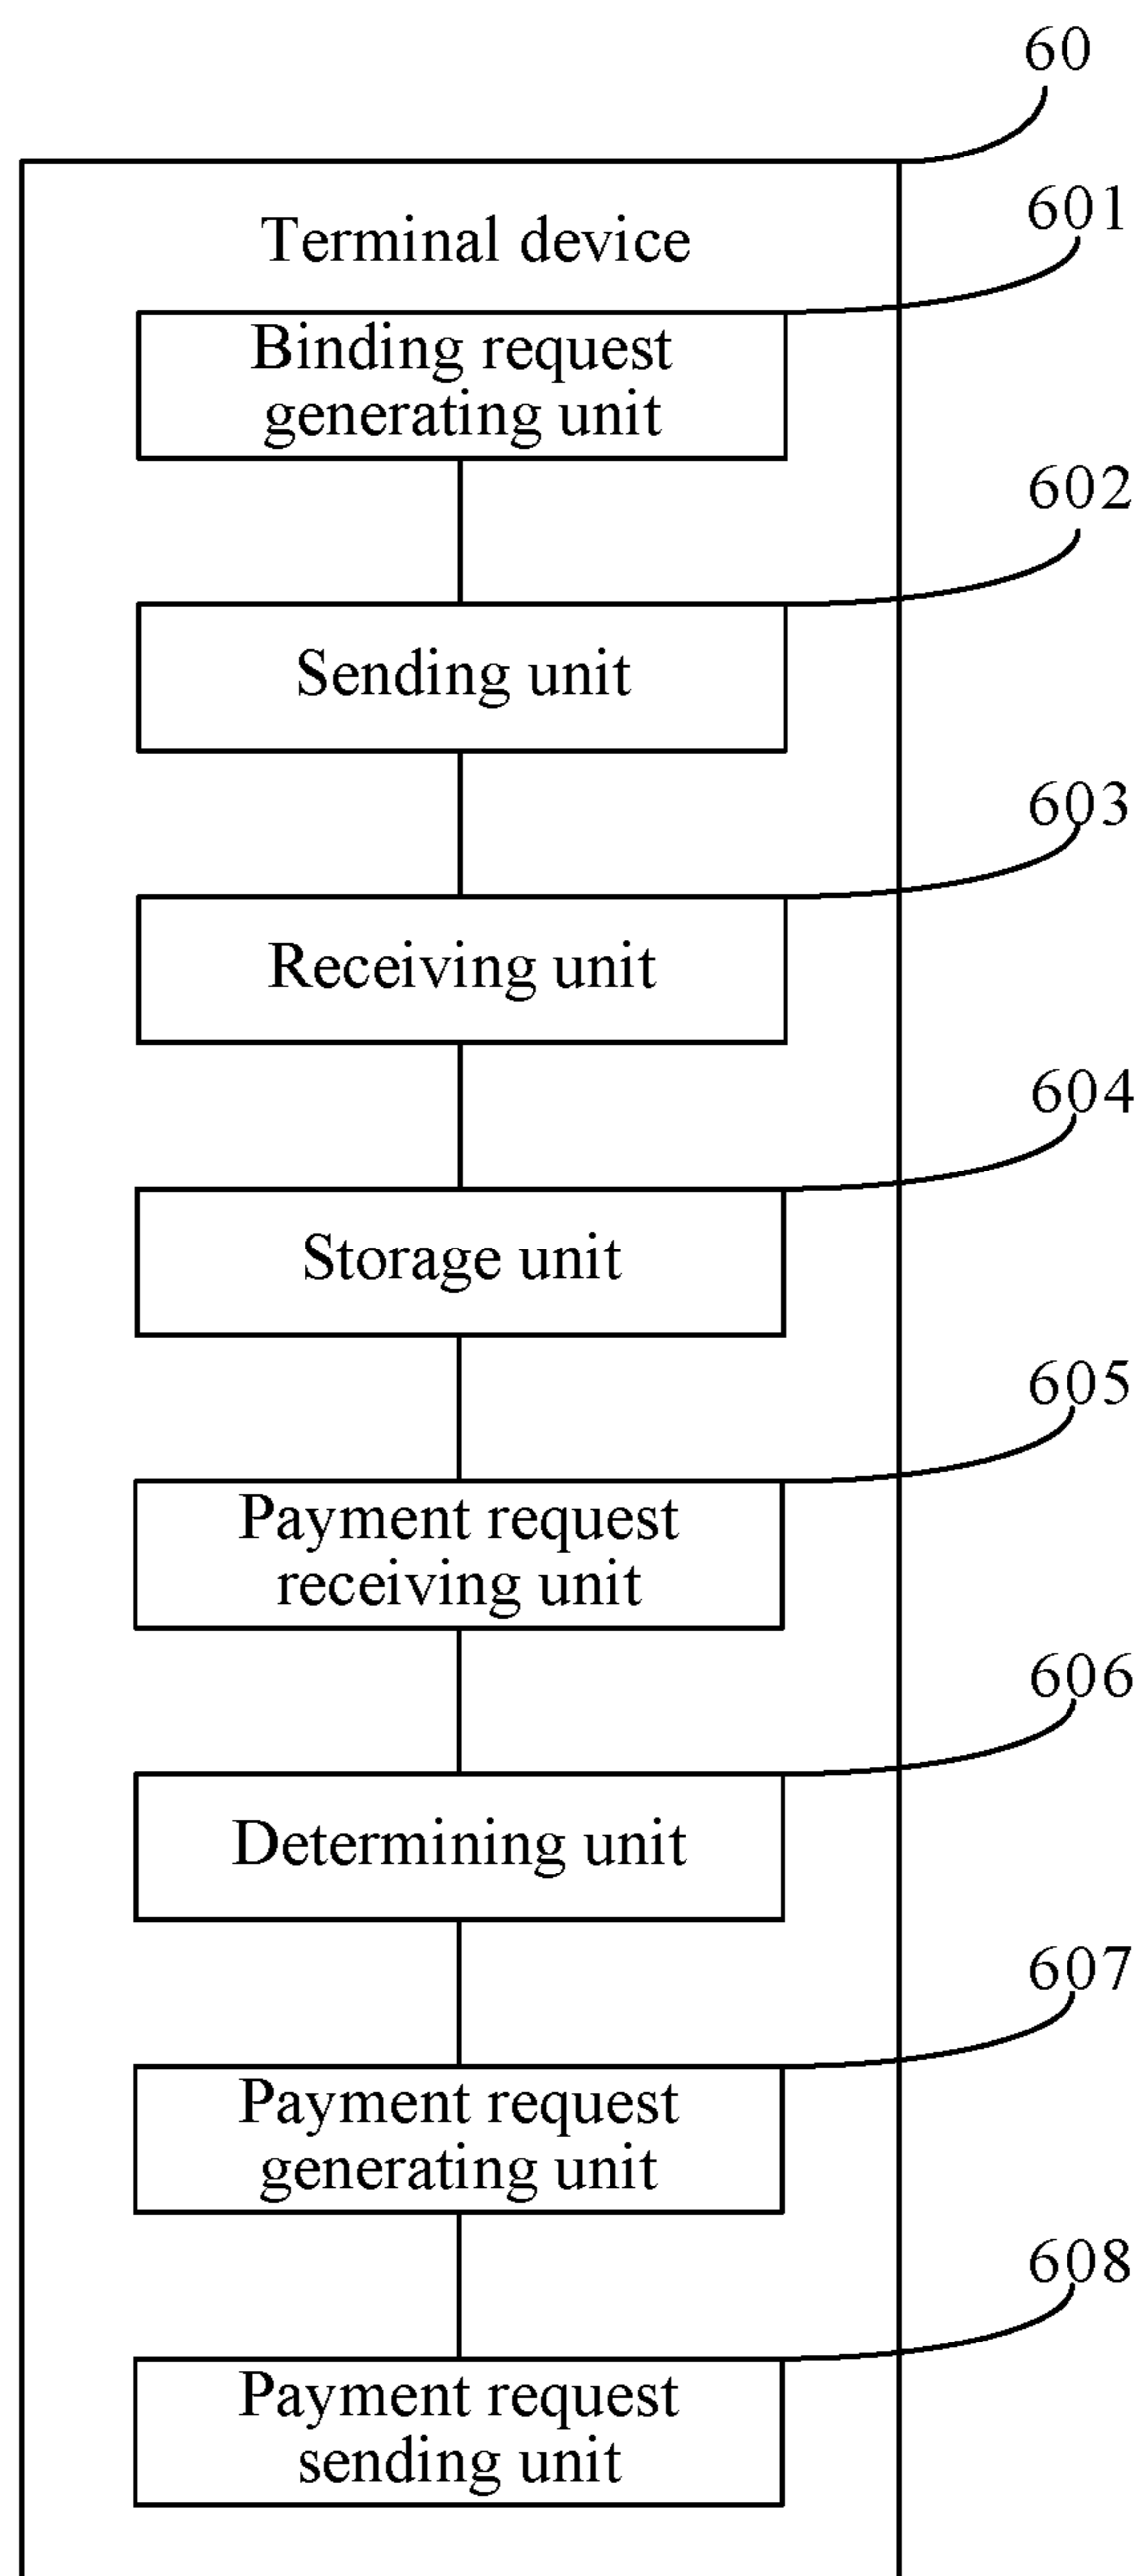 60
Terminal device
601
Binding request
generating unit
602
Sending unit
603
Receiving unit
604
Storage unit
605
Payment request
receiving unit
606
Determining unit
607
Payment request
generating unit
608
Payment request
sending unit